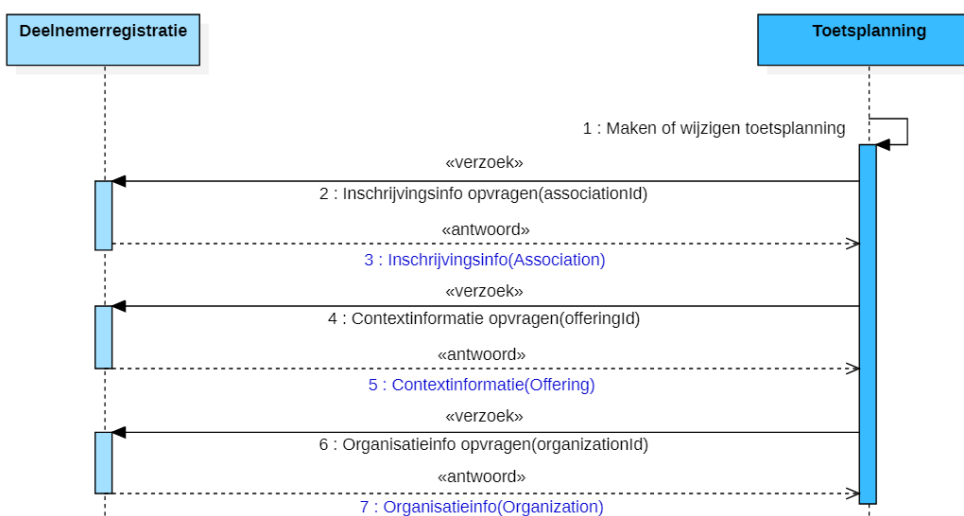 Deelnemerregistratie
Toetsplanning
1 : Maken of wijzigen toetsplanning
«verzoek»
2 : Inschrijvingsinfo opvragen(associationId)
«antwoord»
3 : Inschrijvingsinfo(Association)
«verzoek»
4 : Contextinformatie opvragen(offeringId)
«antwoord»
5 : Contextinformatie(Offering)
«verzoek»
6 : Organisatieinfo opvragen(organizationId)
«antwoord»
7 : Organisatieinfo(Organization)